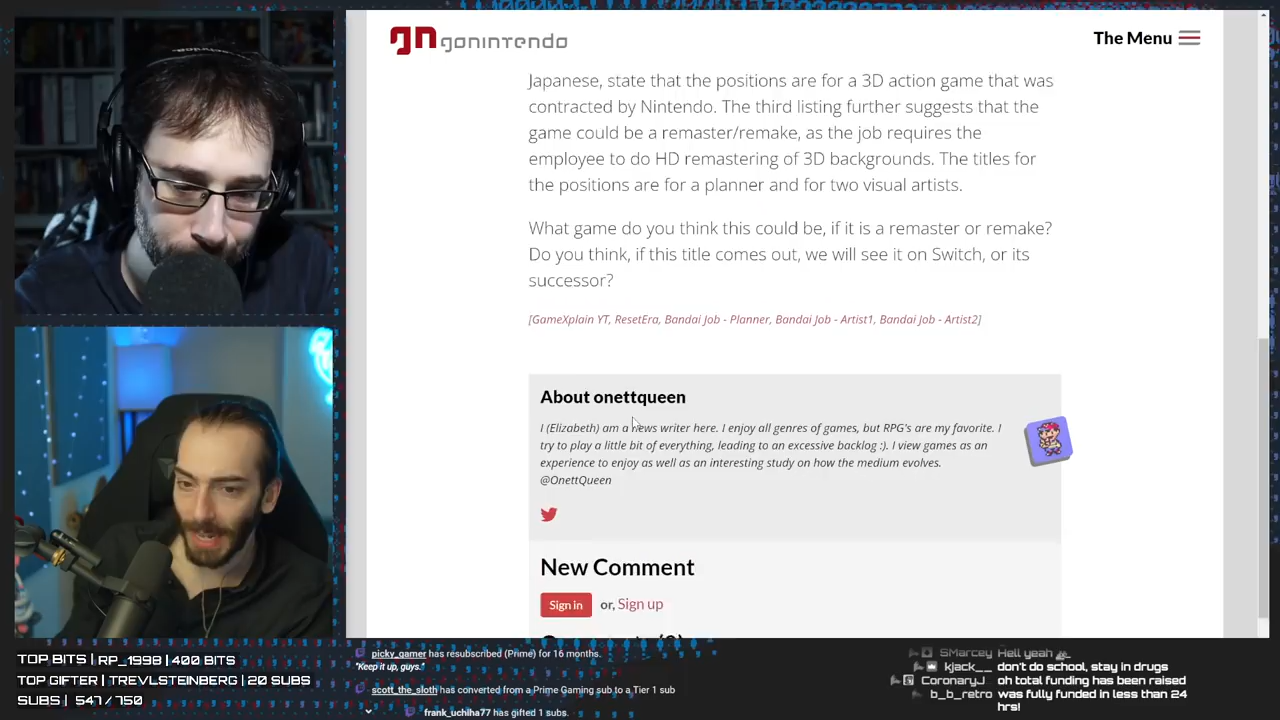 gn gonintendo
The Menu
Japanese, state that the positions are for a 3D action game that was
contracted by Nintendo. The third listing further suggests that the
game could be a remaster/remake, as the job requires the
employee to do HD remastering of 3D backgrounds. The titles for
the positions are for a planner and for two visual artists.
What game do you think this could be, if it is a remaster or remake?
Do you think, if this title comes out, we will see it on Switch, or its
successor?
[GameXplain YT, ResetEra, Bandai Job - Planner, Bandai Job - Artist1, Bandai Job - Artist2]
About onettqueen
I (Elizabeth) am a news writer here. I enjoy all genres of games, but RPG's are my favorite. I
try to play a little bit of everything, leading to an excessive backlog :). I view games as an
experience to enjoy as well as an interesting study on how the medium evolves.
@OnettQueen
New Comment
Sign in or, Sign up
TOP BITS | RP_1998 | 400 BITS
TOP GIFTER | TREVLSTEINBERG | 20 SUBS
SUBS | 547 / 750
picky_gamer has resubscribed (Prime) for 16 months.
"Keep it up, guys."
scott_the_sloth has converted from a Prime Gaming sub to a Tier 1 sub
frank_uchiha77 has gifted 1 subs.
SMarcey Hell yeah
kjack__ don't do school, stay in drugs
CoronaryJ oh total funding has been raised
b_b_retro was fully funded in less than 24
hrs!